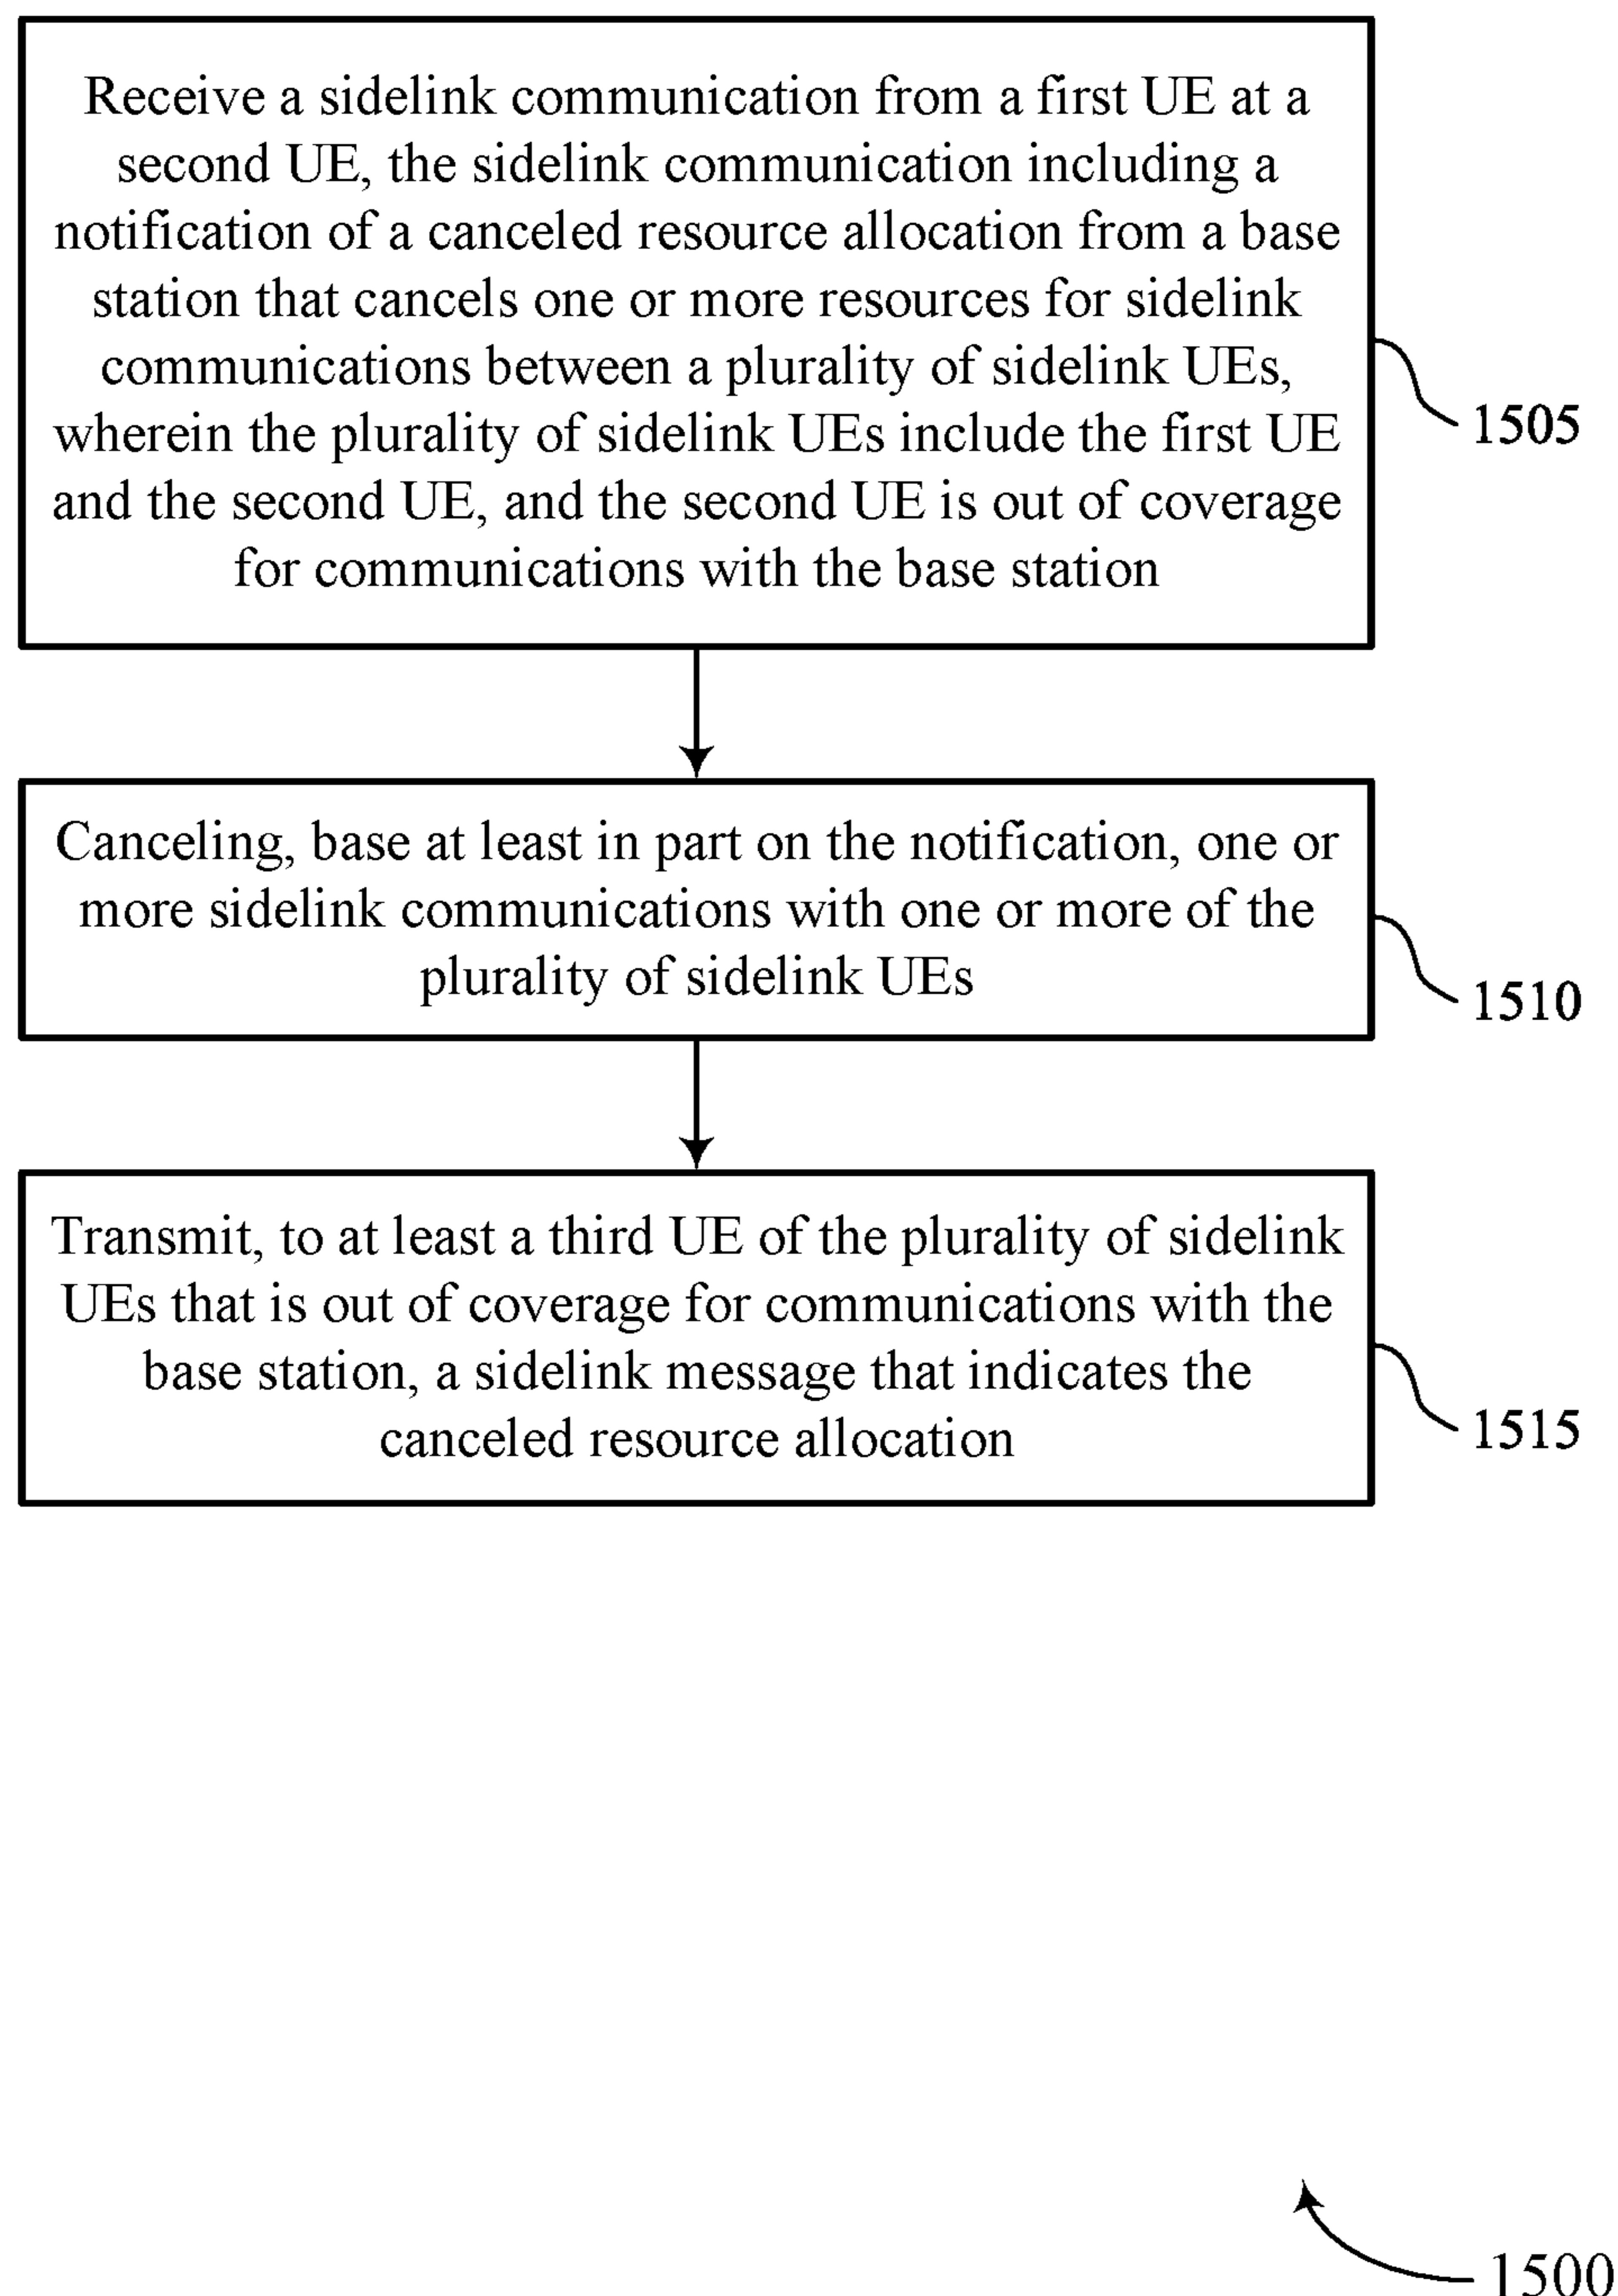 Receive a sidelink communication from a first UE at a
second UE, the sidelink communication including a
notification of a canceled resource allocation from a base
station that cancels one or more resources for sidelink
communications between a plurality of sidelink UEs,
wherein the plurality of sidelink UEs include the first UE
and the second UE, and the second UE is out of coverage
for communications with the base station
1505
Canceling, base at least in part on the notification, one or
more sidelink communications with one or more of the
plurality of sidelink UEs
1510
Transmit, to at least a third UE of the plurality of sidelink
UEs that is out of coverage for communications with the
base station, a sidelink message that indicates the
canceled resource allocation
1515
1500